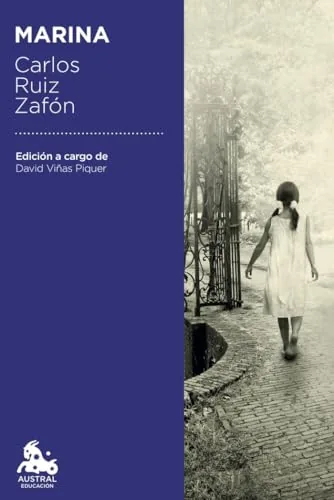 MARINA
Carlos
Ruiz
Zafón
Edición a cargo de
David Viñas Piquer
AUSTRAL
EDUCACIÓN